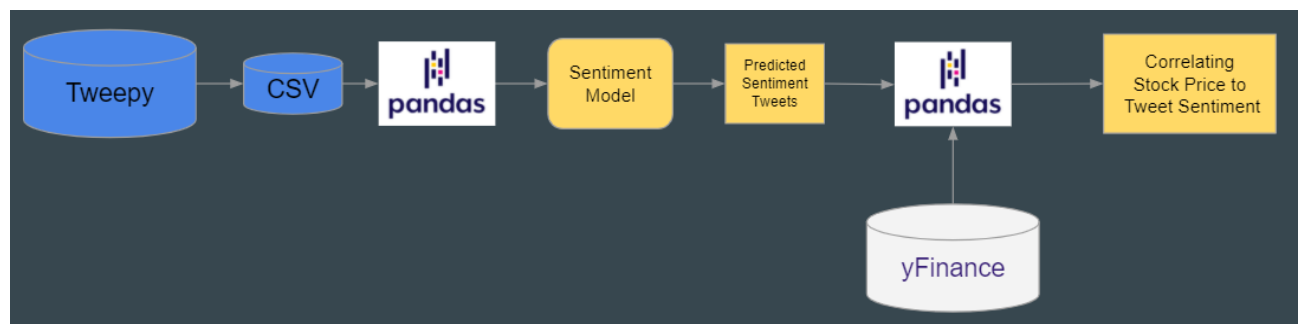 Tweepy
CSV
pandas
Sentiment
Model
Predicted
Sentiment
Tweets
pandas
Correlating
Stock Price to
Tweet Sentiment
yFinance